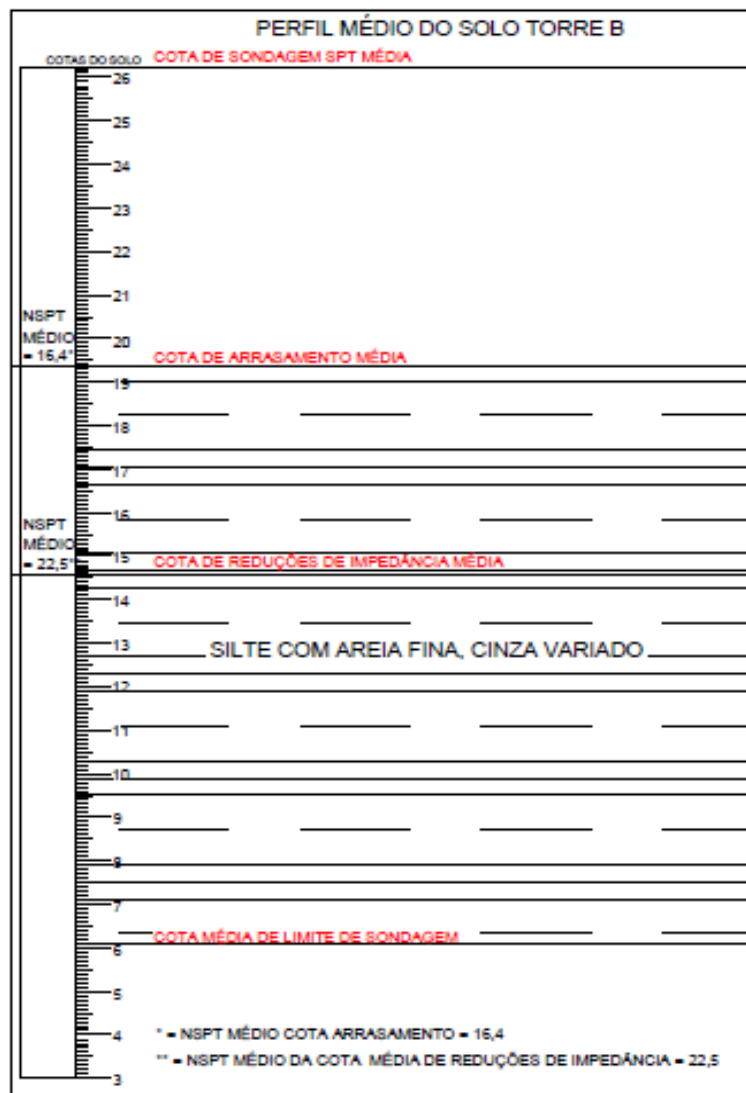 PERFIL MÉDIO DO SOLO TORRE B
COTAS DO SOLO COTA DE SONDAGEM SPT MÉDIA
26
25
24
23
22
21
NSPT
MÉDIO
= 16,4*
20
COTA DE ARRASAMENTO MÉDIA
19
18
17
16
NSPT
MÉDIO
= 22,5**
15
COTA DE REDUÇÕES DE IMPEDÂNCIA MÉDIA
14
13
SILTE COM AREIA FINA, CINZA VARIADO
12
11
10
9
8
7
COTA MÉDIA DE LIMITE DE SONDAGEM
6
5
4
* = NSPT MÉDIO COTA ARRASAMENTO = 16,4
** = NSPT MÉDIO DA COTA MÉDIA DE REDUÇÕES DE IMPEDÂNCIA = 22,5
3